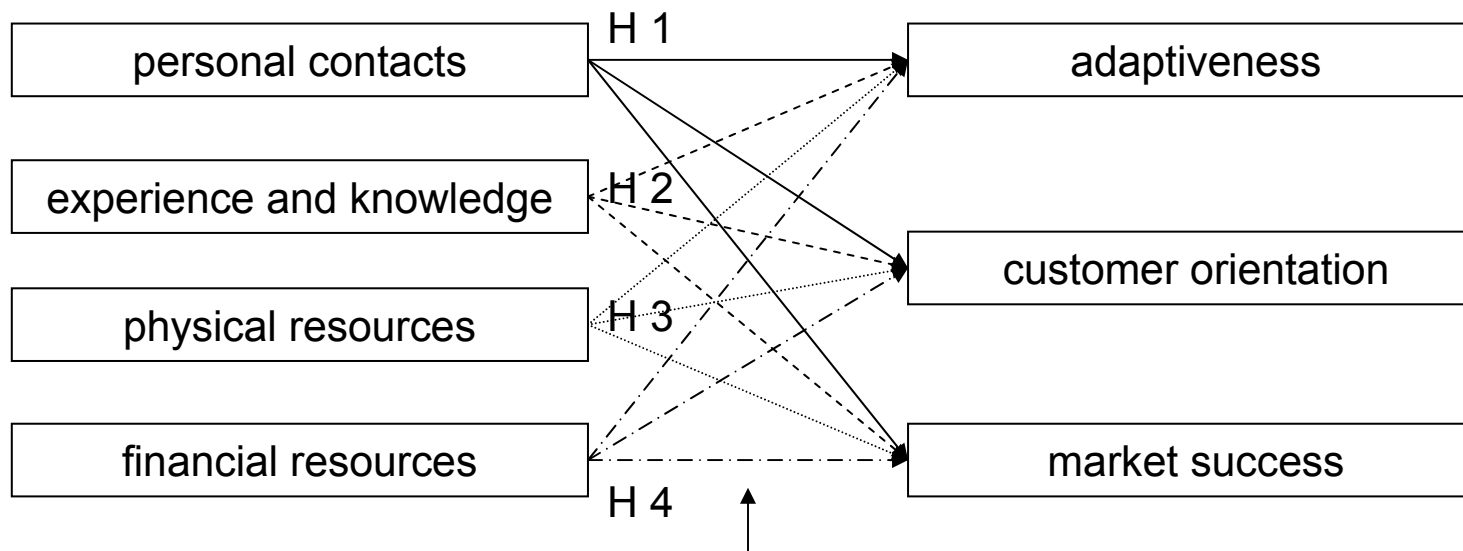 H 1
personal contacts
adaptiveness
experience and knowledge
H 2
customer orientation
physical resources
H 3
financial resources
market success
H 4